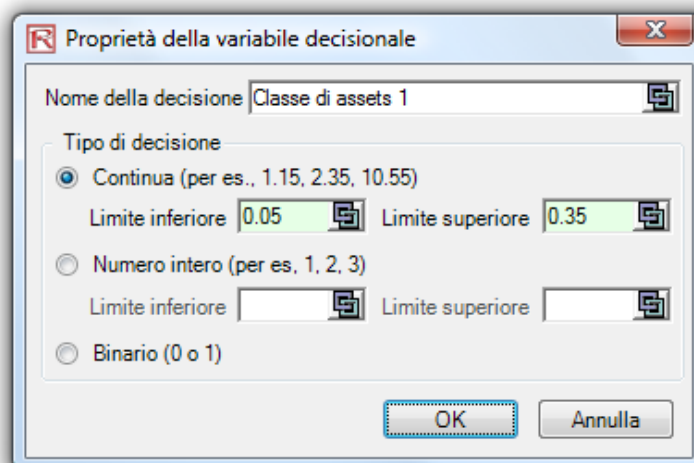 Proprietà della variabile decisionale
Nome della decisione Classe di assets 1
Tipo di decisione
Continua (per es., 1.15, 2.35, 10.55)
Limite inferiore 0.05 Limite superiore 0.35
Numero intero (per es, 1, 2, 3)
Limite inferiore Limite superiore
Binario (0 o 1)
OK Annulla